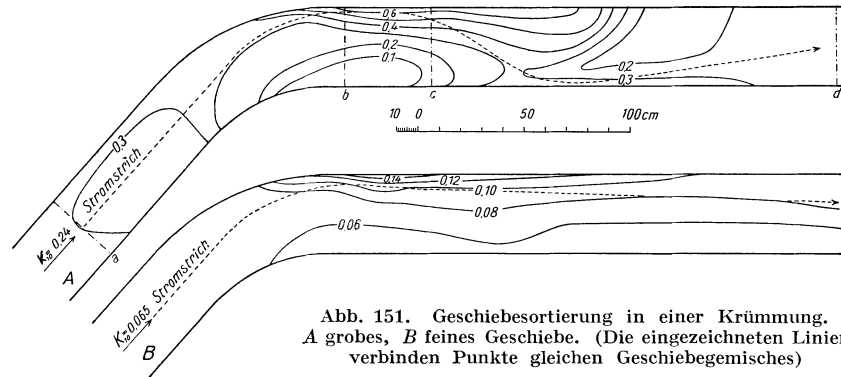 0,6
0,4
0,2
0,1
b
c
0,2
0,3
d
0,3
Stromstrich
10 0 50 100cm
a
A
0,14
0,12
0,10
0,08
0,06
Stromstrich
B
Abb. 151. Geschiebesortierung in einer Krümmung.
A grobes, B feines Geschiebe. (Die eingezeichneten Linien
verbinden Punkte gleichen Geschiebegemisches)